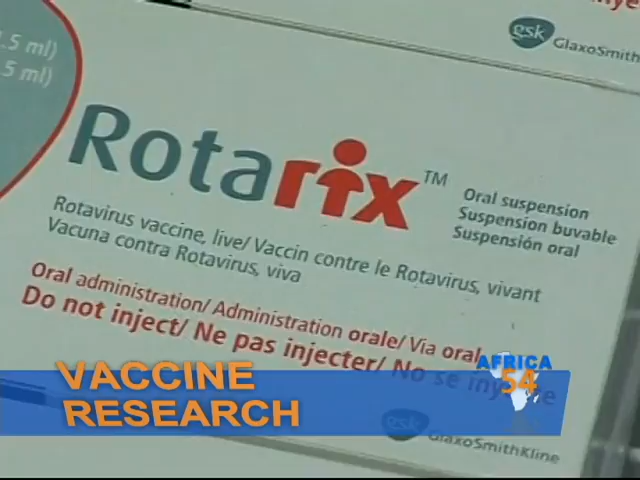 .5 ml)
.5 ml)
gsk GlaxoSmith
Rotarix™
Oral suspension
Suspension buvable
Suspensión oral
Rotavirus vaccine, live/ Vaccin contre le Rotavirus, vivant
Vacuna contra Rotavirus, viva
Oral administration/ Administration orale/ Via oral
Do not inject/ Ne pas injecter/ No se
AFRICA
54
VACCINE
RESEARCH
gsk GlaxoSmithKline